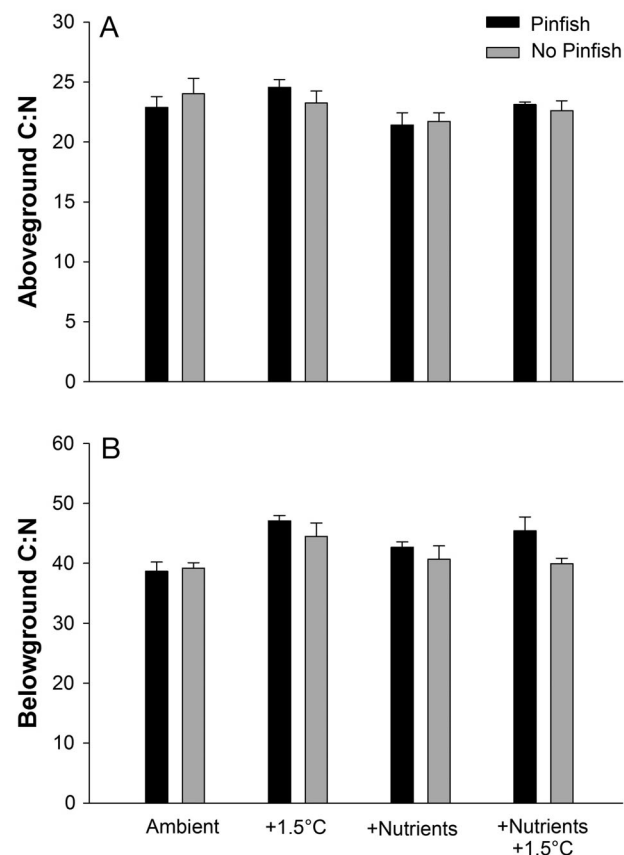 A
Pinfish
No Pinfish
30
25
20
15
10
5
0
Aboveground C:N
B
60
50
40
30
20
10
0
Belowground C:N
Ambient
+1.5°C
+Nutrients
+Nutrients
+1.5°C